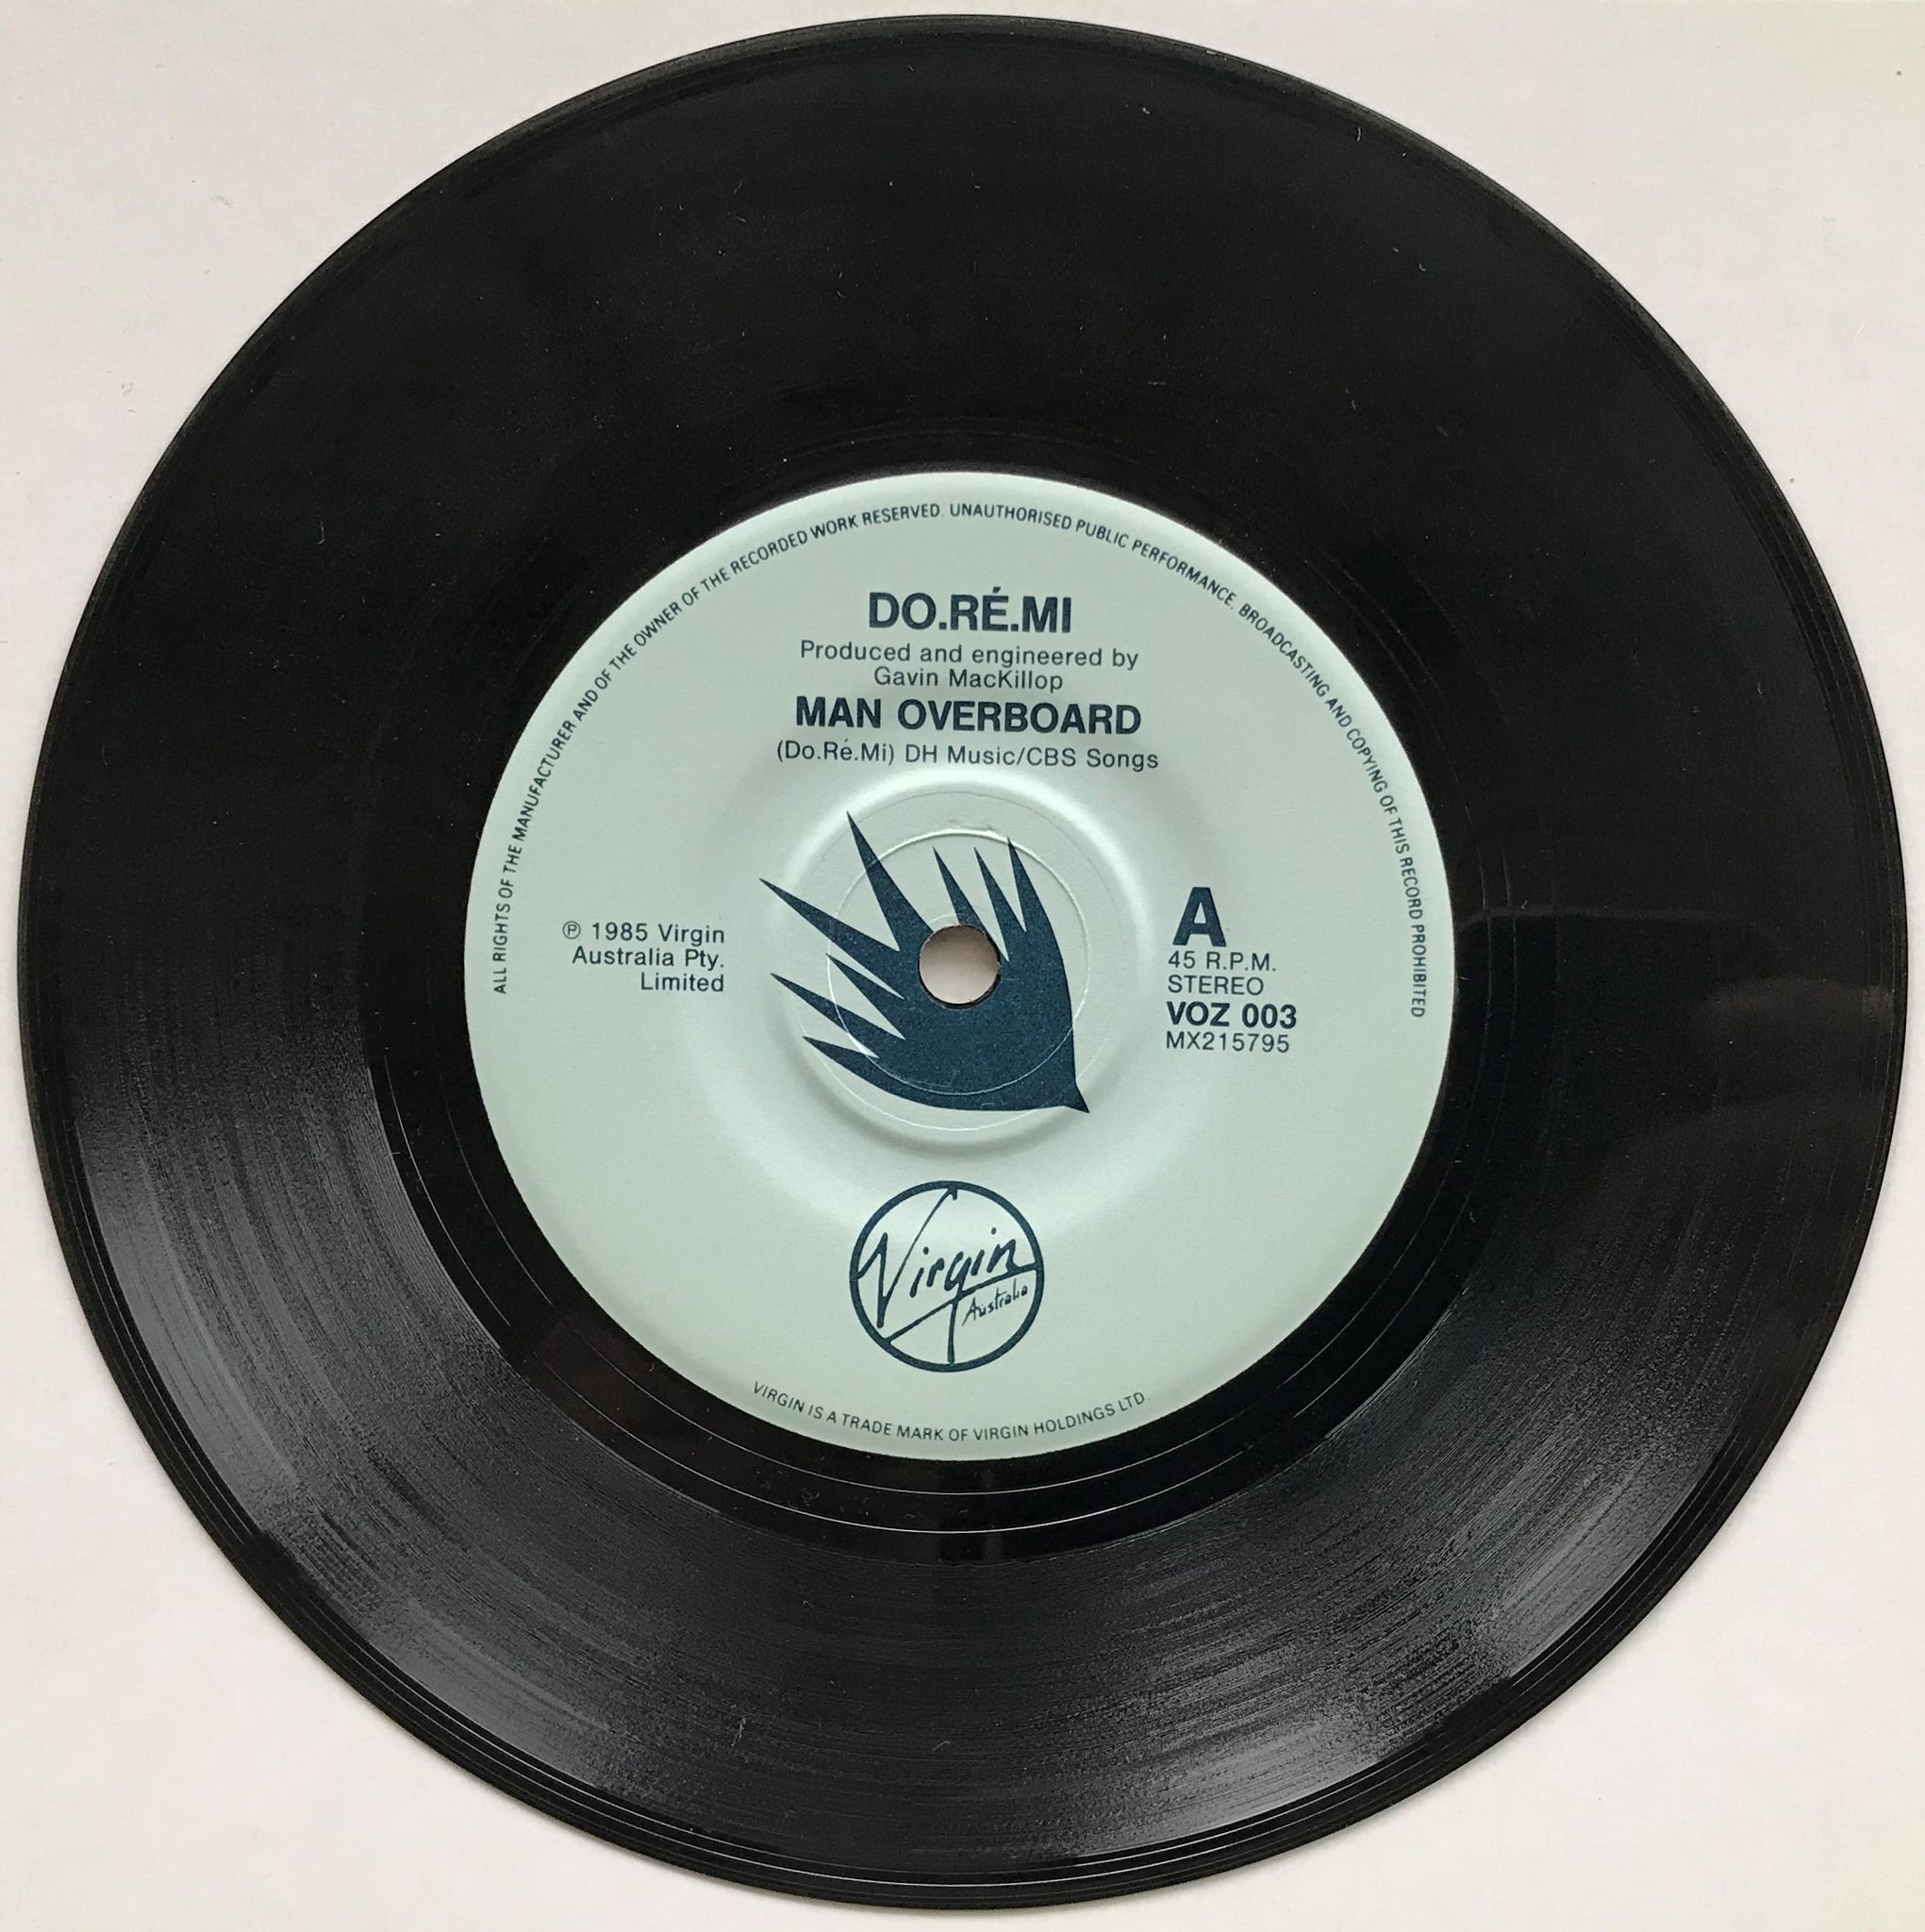 ALL RIGHTS OF THE MANUFACTURER AND OF THE OWNER OF THE RECORDED WORK RESERVED. UNAUTHORISED PUBLIC PERFORMANCE, BROADCASTING AND COPYING OF THIS RECORD PROHIBITED
DO.RÉ.MI
Produced and engineered by
Gavin MacKillop
MAN OVERBOARD
(Do.Ré.Mi) DH Music/CBS Songs
℗ 1985 Virgin
Australia Pty.
Limited
A
45 R.P.M.
STEREO
VOZ 003
MX215795
Virgin
Australia
VIRGIN IS A TRADE MARK OF VIRGIN HOLDINGS LTD.